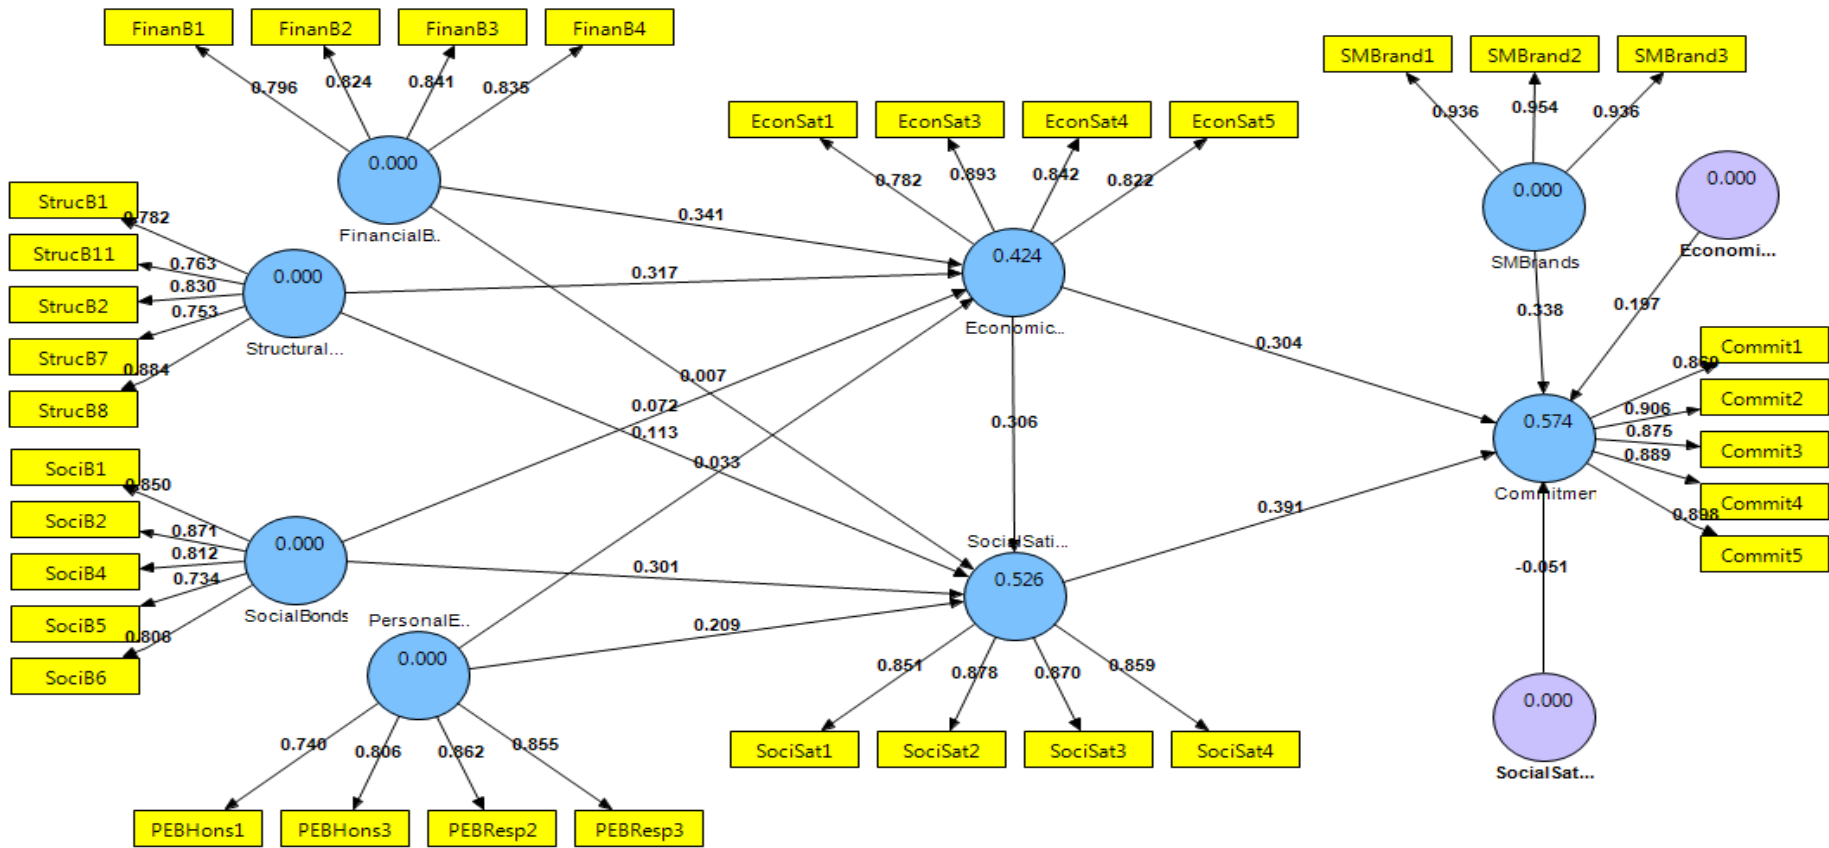 FinanB1
FinanB2
FinanB3
FinanB4
0.796
0.824
0.841
0.835
0.000
FinancialB..
SMBrand1
SMBrand2
SMBrand3
0.936
0.954
0.936
0.000
SMBrands
0.000
Economi...
EconSat1
EconSat3
EconSat4
EconSat5
0.782
0.893
0.842
0.822
0.424
Economic...
StrucB1
StrucB11
StrucB2
StrucB7
StrucB8
0.782
0.763
0.830
0.753
0.884
0.000
Structural...
0.341
0.317
0.007
0.072
0.113
0.033
0.306
0.304
0.338
0.197
0.391
-0.051
0.301
0.209
0.574
Commitmer
Commit1
Commit2
Commit3
Commit4
Commit5
0.869
0.906
0.875
0.889
0.898
SociB1
SociB2
SociB4
SociB5
SociB6
0.850
0.871
0.812
0.734
0.806
0.000
SocialBonds
PersonalE..
0.000
0.740
0.806
0.862
0.855
PEBHons1
PEBHons3
PEBResp2
PEBResp3
SocialSati...
0.526
0.851
0.878
0.870
0.859
SociSat1
SociSat2
SociSat3
SociSat4
0.000
SocialSat...